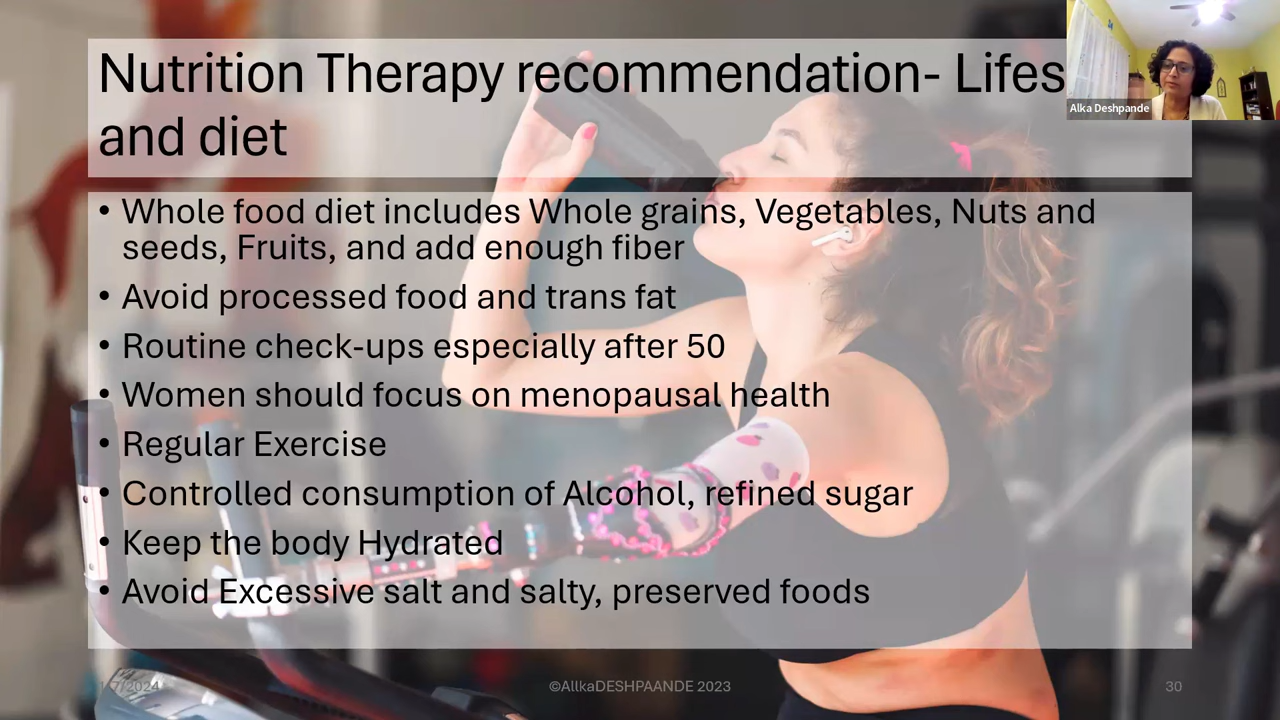 Nutrition Therapy recommendation- Lifes
and diet
Alka Deshpande
• Whole food diet includes Whole grains, Vegetables, Nuts and
seeds, Fruits, and add enough fiber
• Avoid processed food and trans fat
• Routine check-ups especially after 50
• Women should focus on menopausal health
• Regular Exercise
• Controlled consumption of Alcohol, refined sugar
• Keep the body Hydrated
• Avoid Excessive salt and salty, preserved foods
©AllkaDESHPAANDE 2023
30